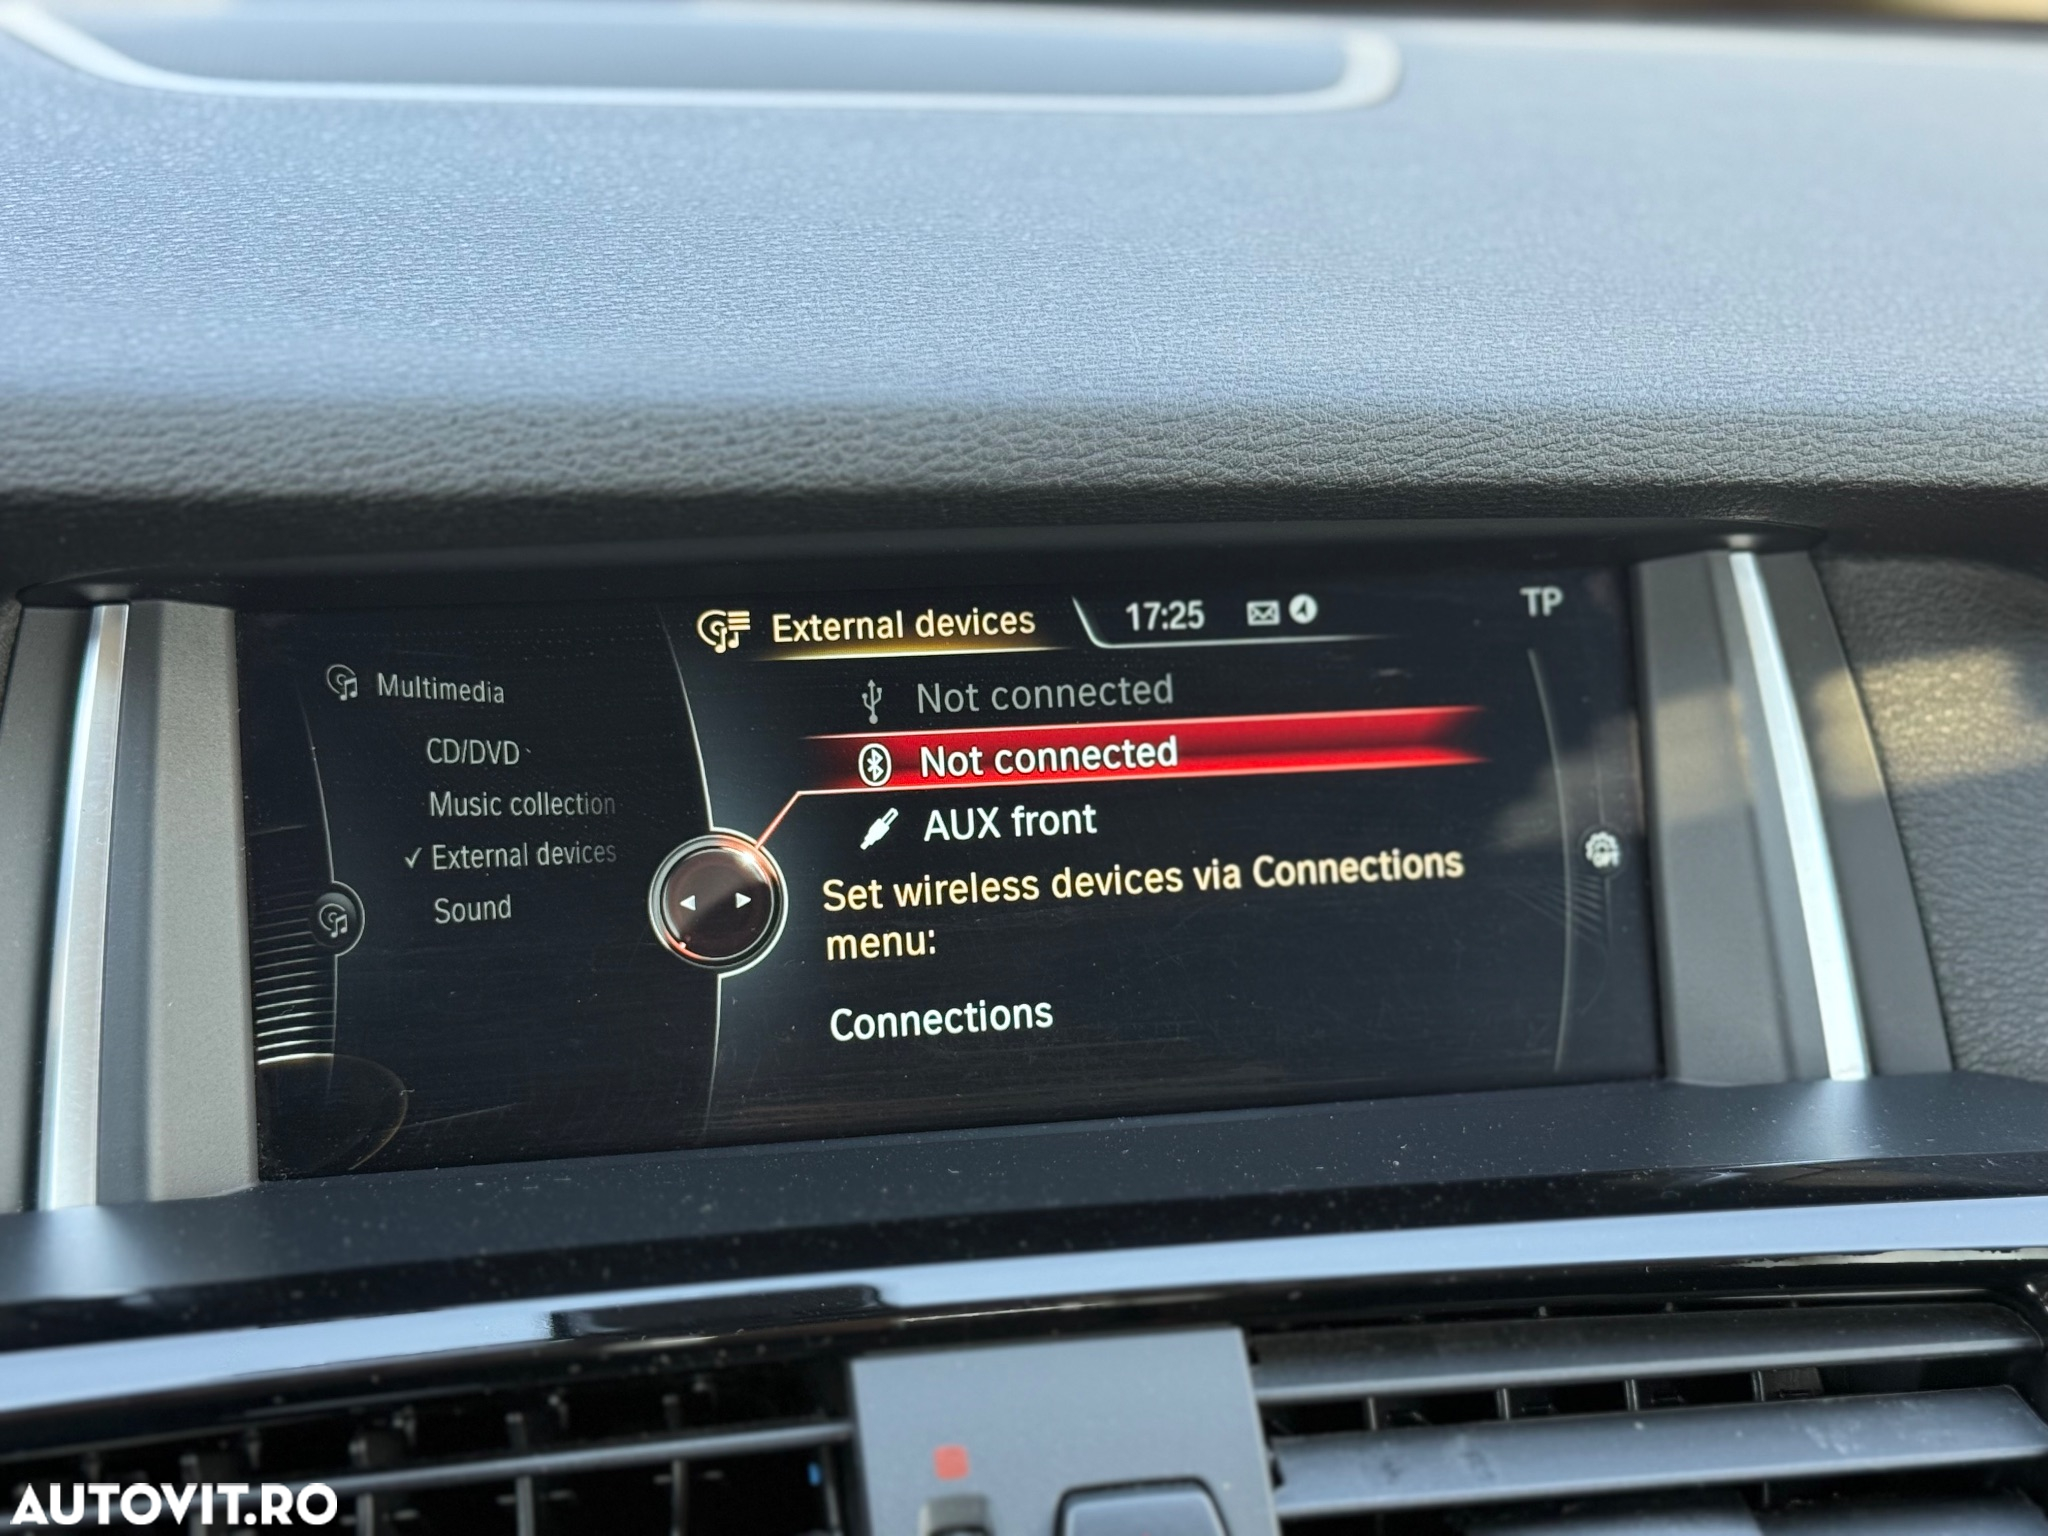 External devices
17:25
TP
Multimedia
CD/DVD
Music collection
✓ External devices
Sound
Not connected
Not connected
AUX front
Set wireless devices via Connections
menu:
Connections
OPT
AUTOVIT.RO